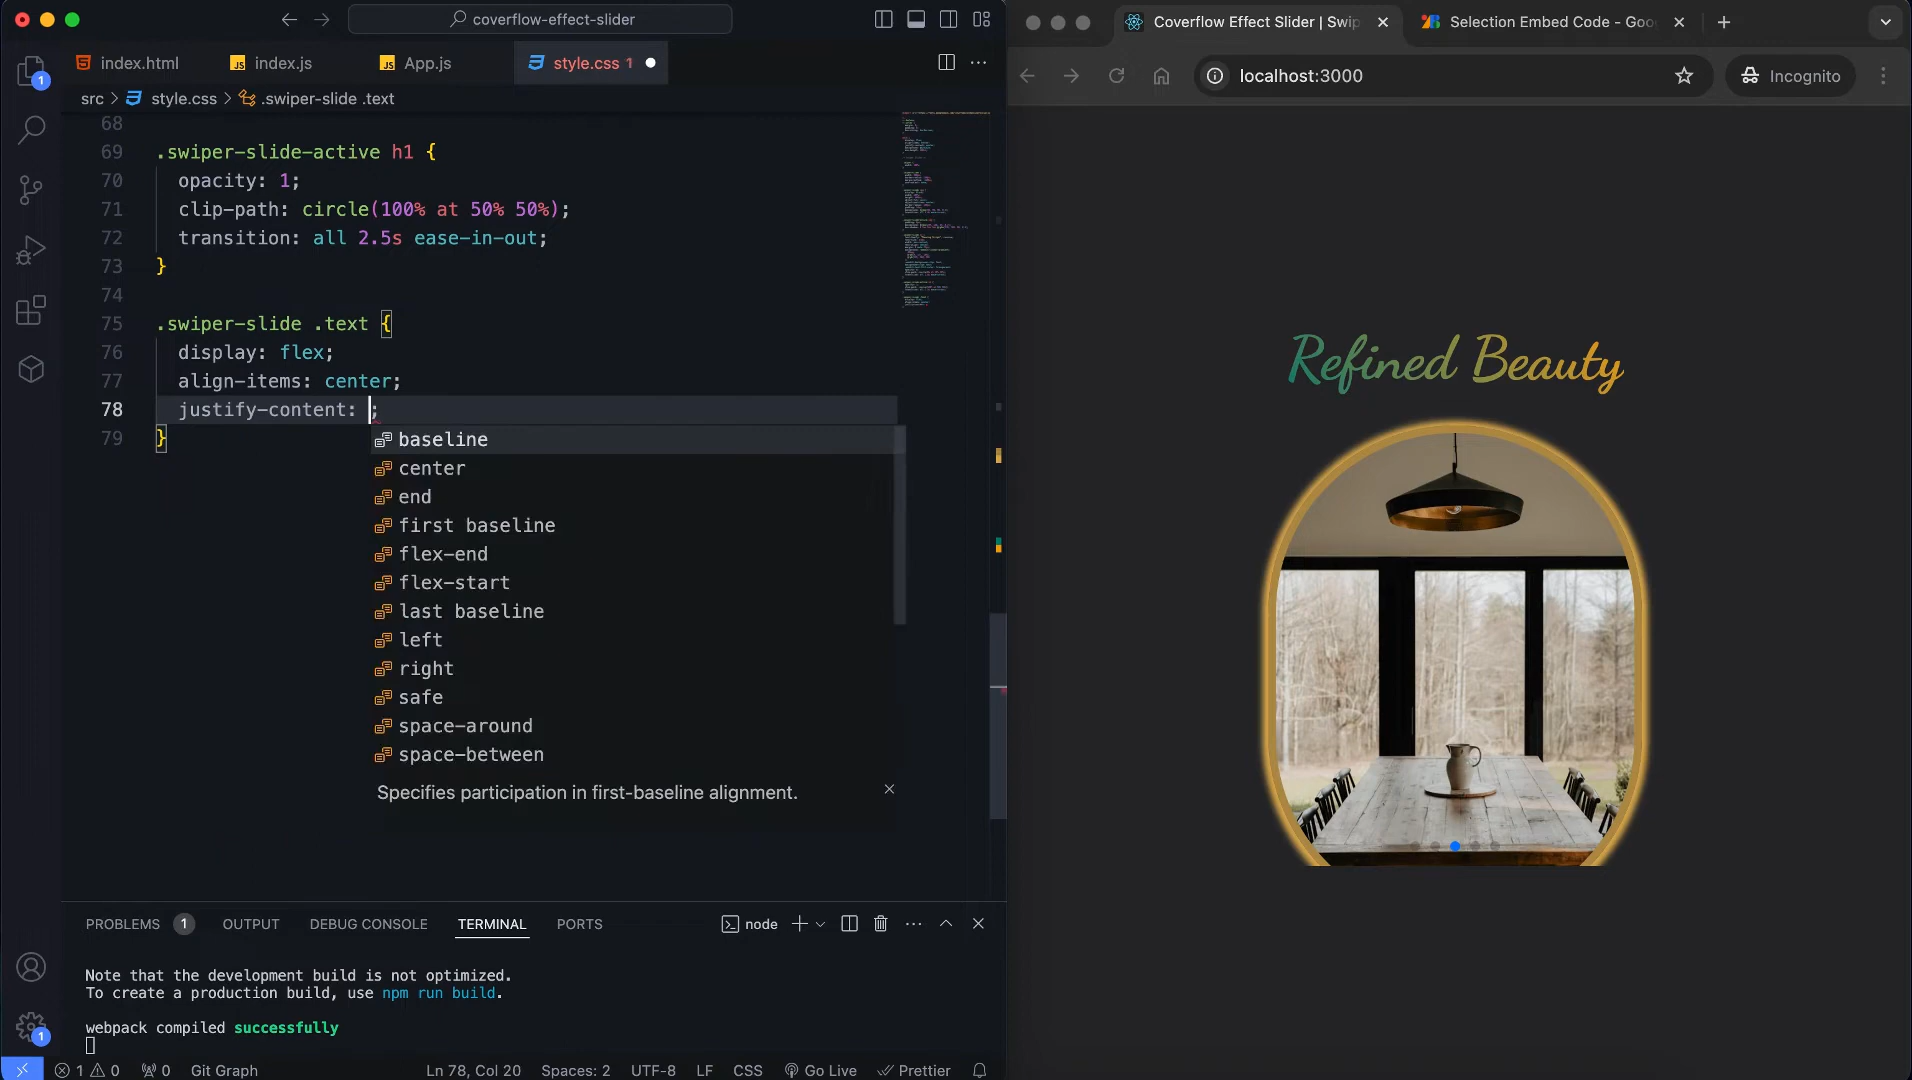 coverflow-effect-slider
index.html
index.js
App.js
style.css 1
src > style.css > .swiper-slide .text
68
69 .swiper-slide-active h1 {
70 opacity: 1;
71 clip-path: circle(100% at 50% 50%);
72 transition: all 2.5s ease-in-out;
73 }
74
75 .swiper-slide .text {
76 display: flex;
77 align-items: center;
78 justify-content: ;
79 }
baseline
center
end
first baseline
flex-end
flex-start
last baseline
left
right
safe
space-around
space-between
Specifies participation in first-baseline alignment.
1
PROBLEMS 1 OUTPUT DEBUG CONSOLE TERMINAL PORTS
node
Note that the development build is not optimized.
To create a production build, use npm run build.
webpack compiled successfully
1
1 0 0 Git Graph Ln 78, Col 20 Spaces: 2 UTF-8 LF CSS Go Live Prettier
Coverflow Effect Slider | Swip
Selection Embed Code - Goo
localhost:3000
Incognito
Refined Beauty